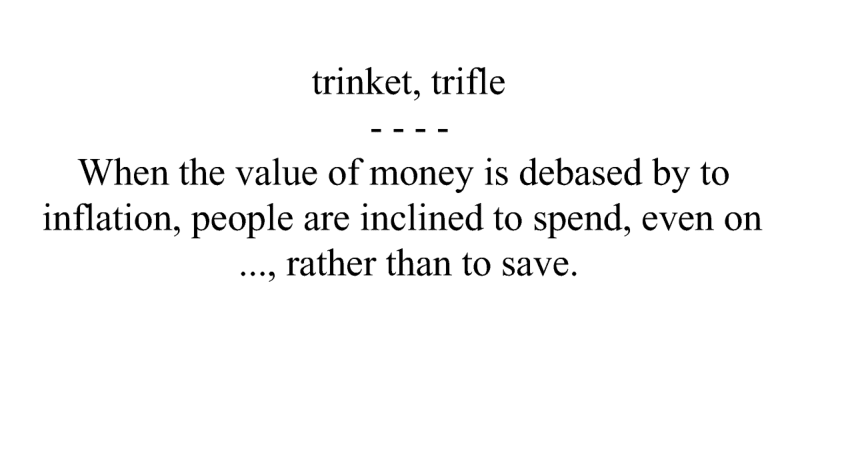 trinket, trifle
- - - -
When the value of money is debased by to
inflation, people are inclined to spend, even on
..., rather than to save.